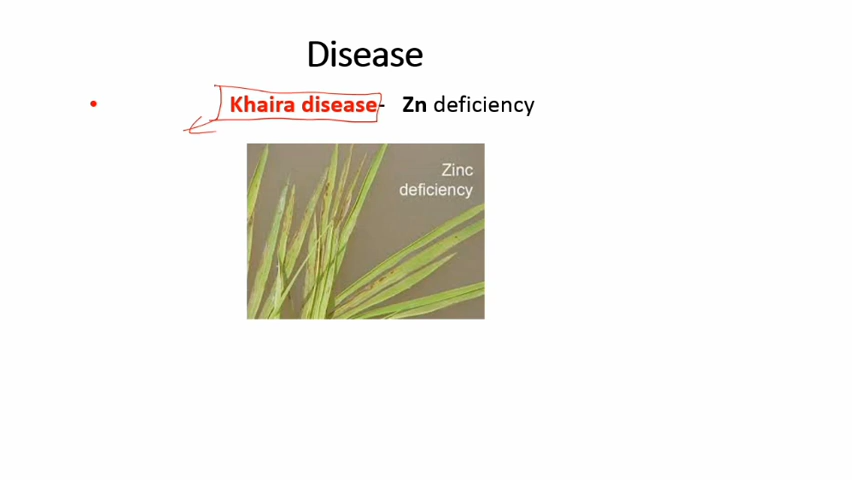 Disease
• Khaira disease- Zn deficiency
Zinc
deficiency